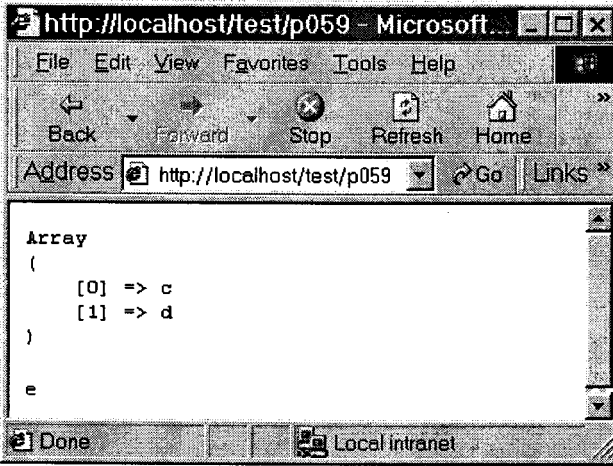 http://localhost/test/p059 - Microsoft...
File Edit View Favorites Tools Help
Back Forward Stop Refresh Home »
Address http://localhost/test/p059 Go Links »
Array
(
[0] => c
[1] => d
)
e
Done Local intranet